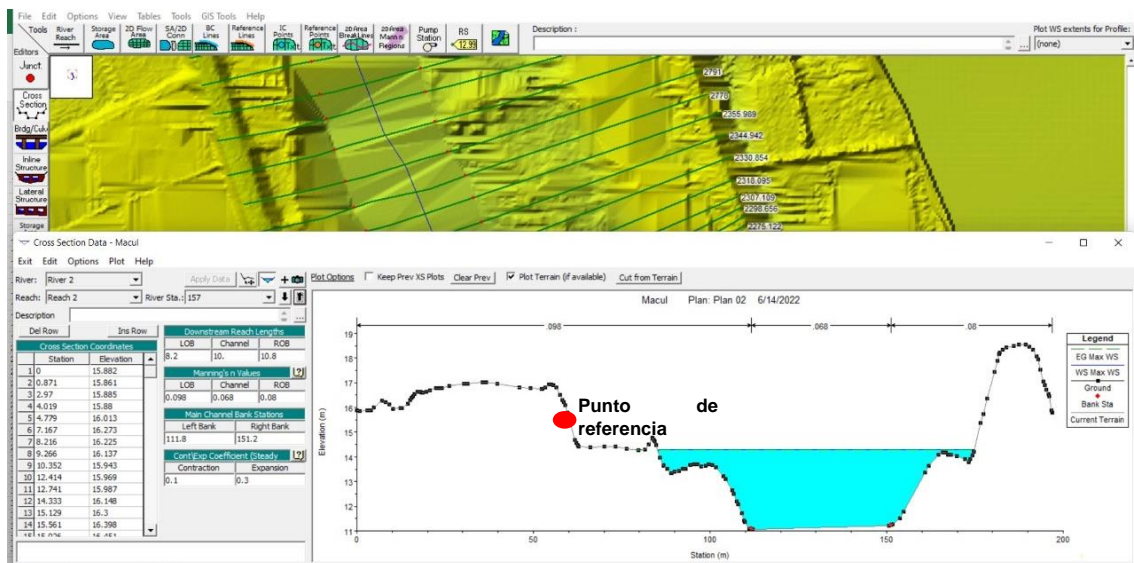 File Edit Options View Tables Tools GIS Tools Help
Tools
Editors
River
Reach
Storage
Area
2D Flow
Area
SA/2D
Conn
BC
Lines
Reference
Lines
IC
Points
Reference
Points
2D Area
BreakLines
2D Area
Mann n
Regions
Pump
Station
RS
12.99
Description :
Plot WS extents for Profile:
...
(none)
Junct.
Cross
Section
Brdg/Culv
Inline
Structure
Lateral
Structure
Storage
2791
2778
2355.989
2344.942
2330.854
2318.095
2307.109
2298.656
2275.122
Cross Section Data - Macul
Exit Edit Options Plot Help
River: River 2
Apply Data
Reach: Reach 2
River Sta.: 157
Description
...
Plot Options
Keep Prev XS Plots
Clear Prev
Plot Terrain (if available)
Cut from Terrain
Del Row
Ins Row
Cross Section Coordinates
Station Elevation
1 0 15.882
2 0.871 15.861
3 2.97 15.885
4 4.019 15.88
5 4.779 16.013
6 7.167 16.273
7 8.216 16.225
8 9.266 16.137
9 10.352 15.943
10 12.414 15.969
11 12.741 15.987
12 14.333 16.148
13 15.129 16.3
14 15.561 16.398
Downstream Reach Lengths
LOB Channel ROB
8.2 10. 10.8
Manning's n Values
LOB Channel ROB
0.098 0.068 0.08
Main Channel Bank Stations
Left Bank Right Bank
111.8 151.2
Cont\Exp Coefficient (Steady
Contraction Expansion
0.1 0.3
Macul Plan: Plan 02 6/14/2022
.098
.068
.08
19
18
17
16
15
14
13
12
11
Elevation (m)
Punto de
referencia
0 50 100 150 200
Station (m)
Legend
EG Max WS
WS Max WS
Ground
Bank Sta
Current Terrain